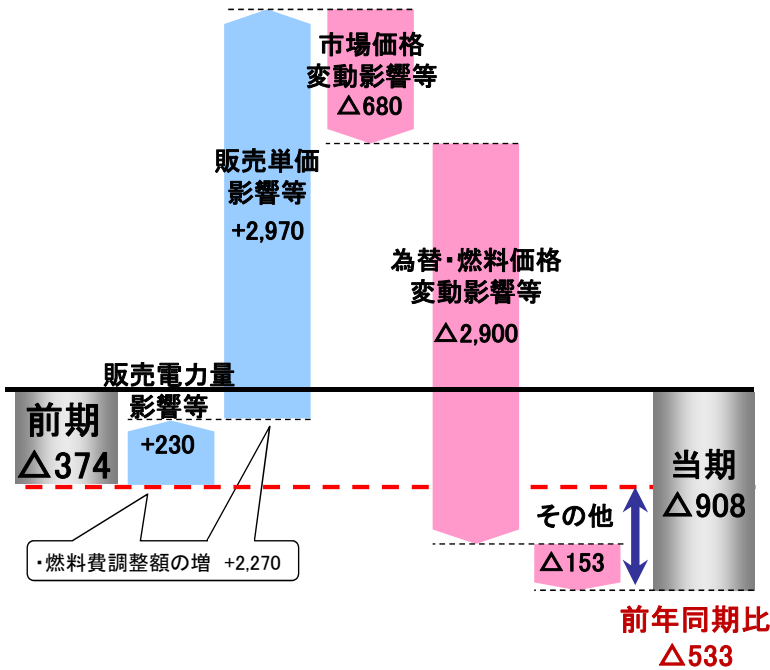 市場価格
変動影響等
△680
販売単価
影響等
+2,970
為替・燃料価格
変動影響等
△2,900
販売電力量
影響等
+230
前期
△374
当期
△908
その他
△153
・燃料費調整額の増 +2,270
前年同期比
△533